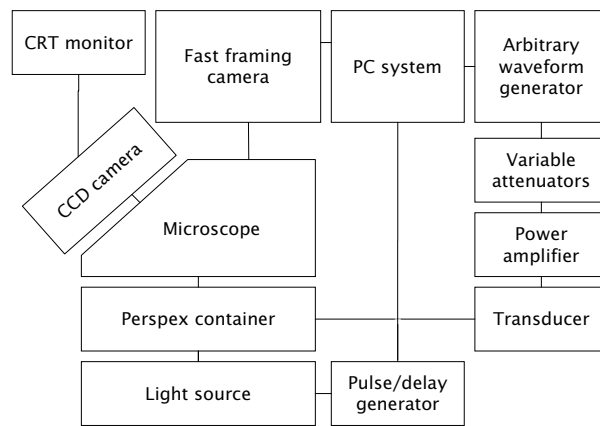 CRT monitor
Fast framing
camera
PC system
Arbitrary
waveform
generator
CCD camera
Variable
attenuators
Microscope
Power
amplifier
Perspex container
Transducer
Light source
Pulse/delay
generator